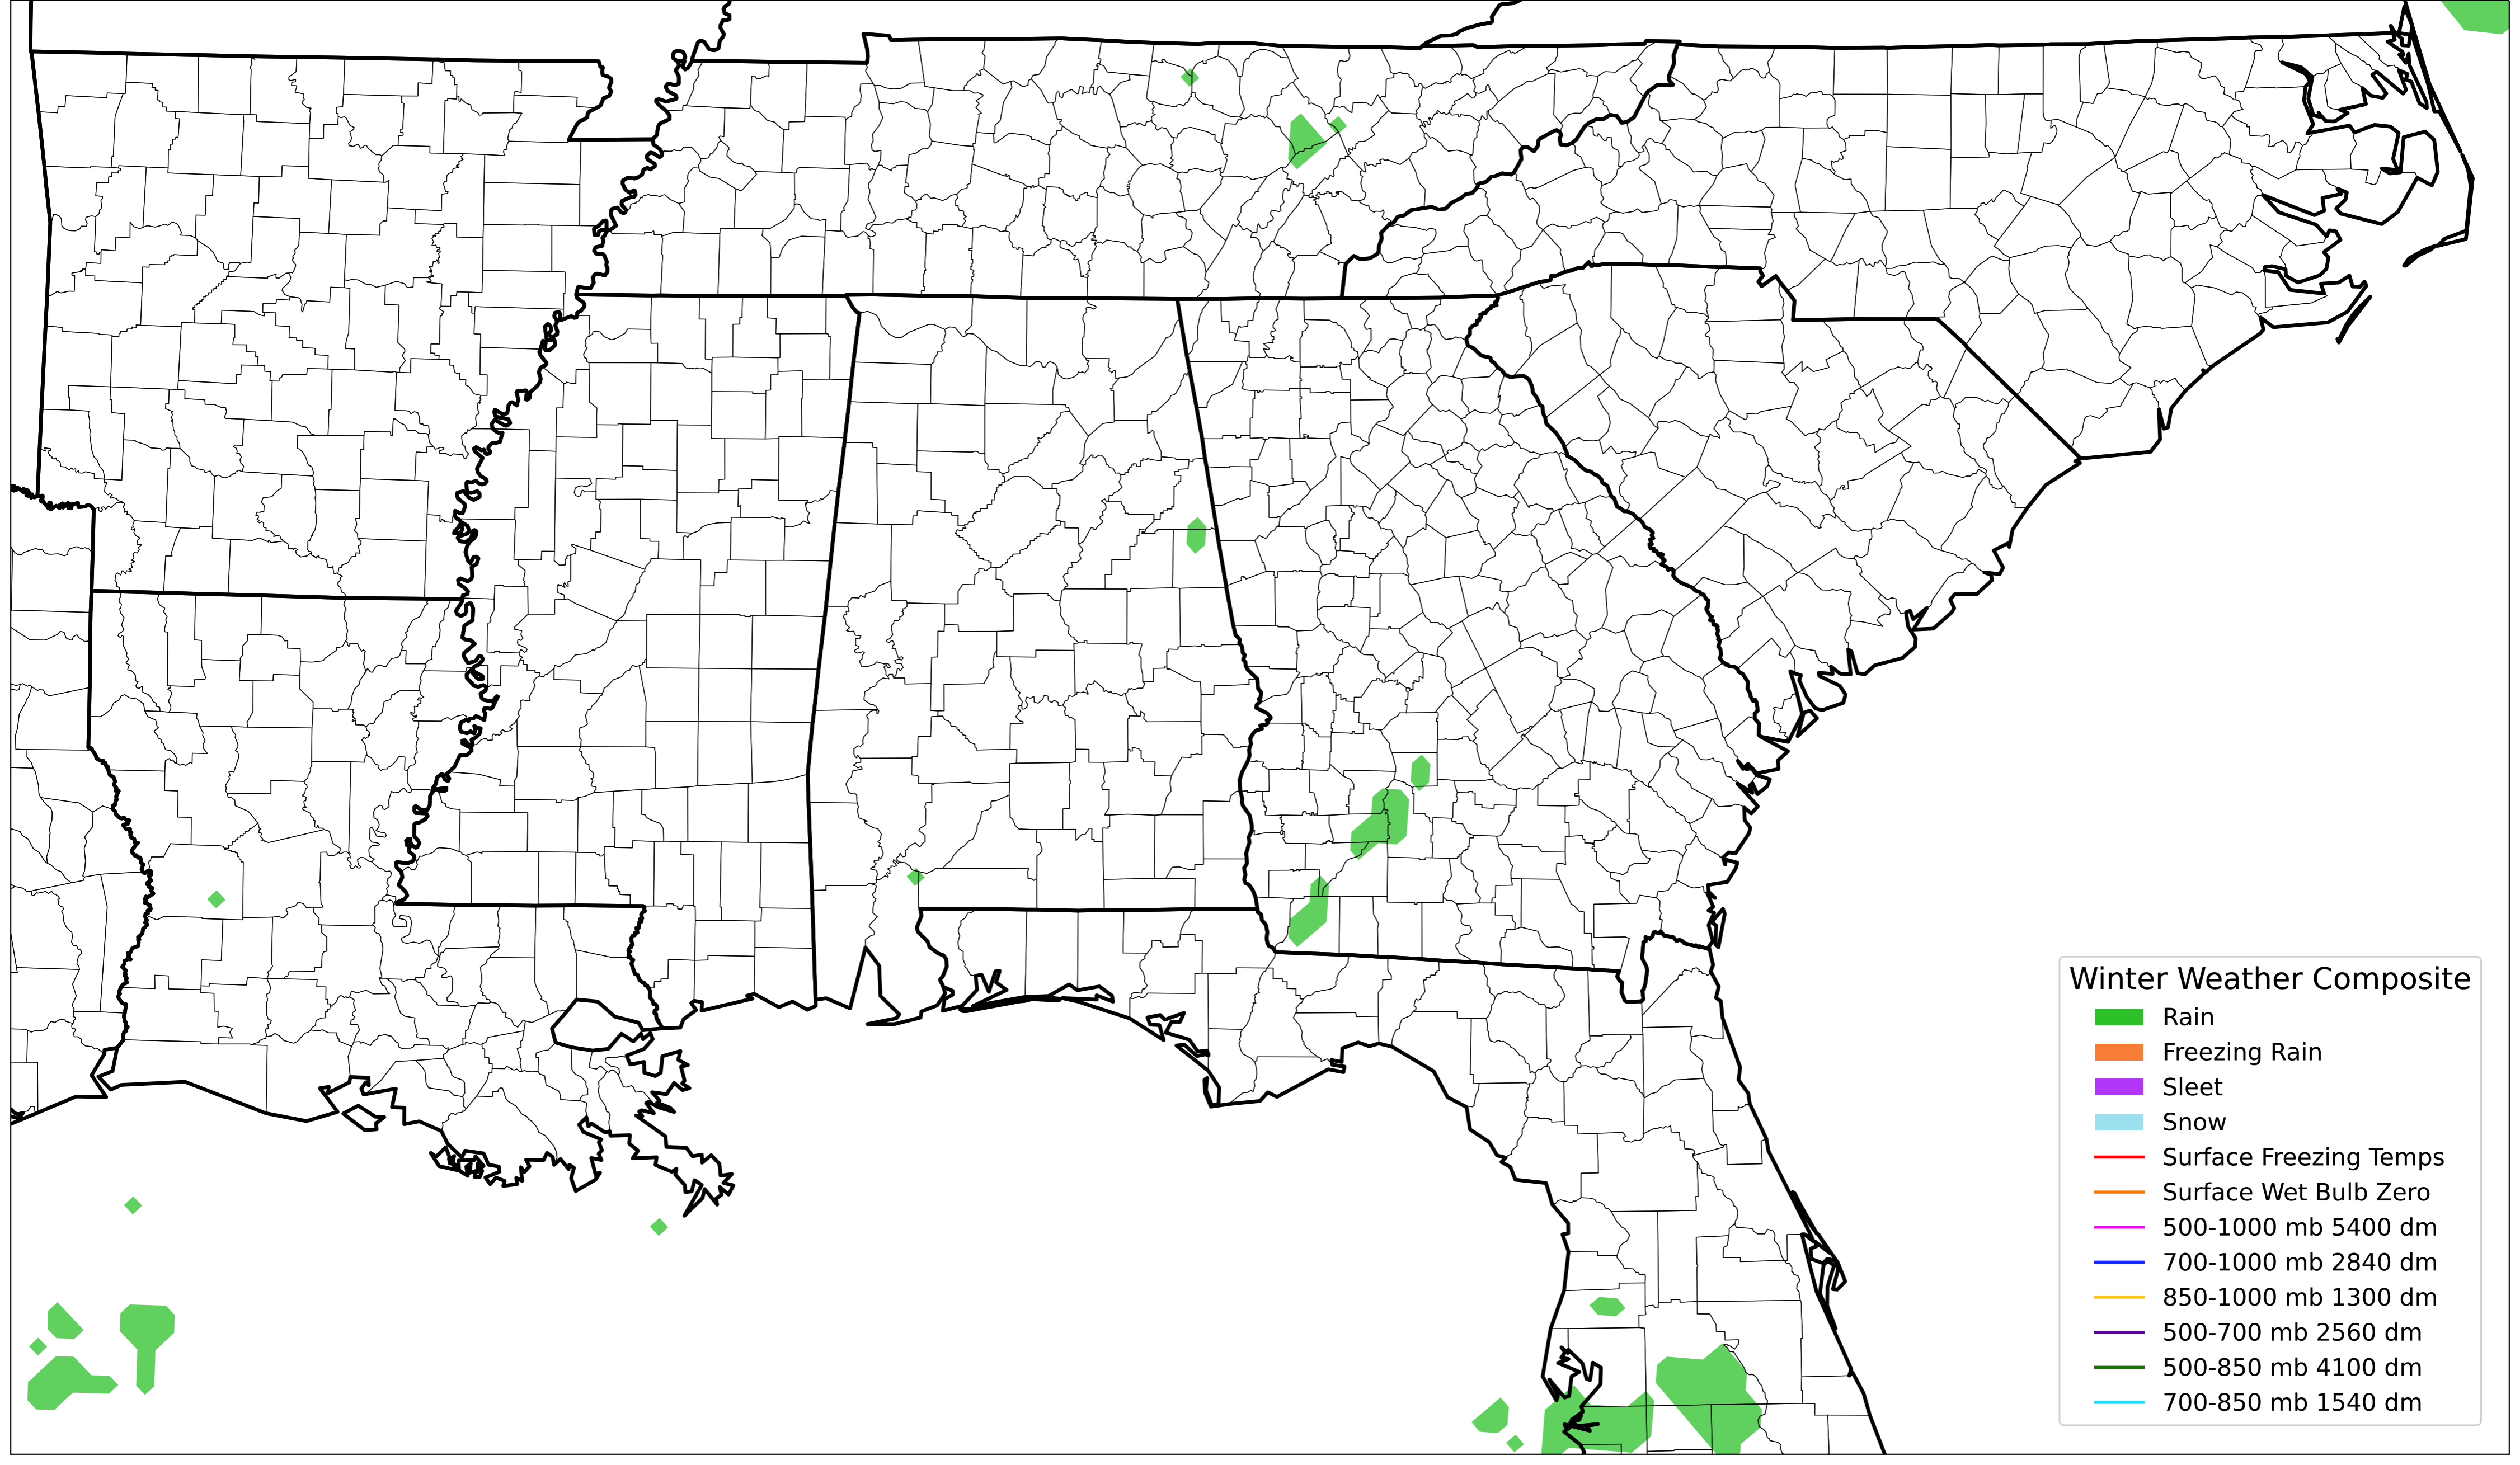 Winter Weather Composite
Rain
Freezing Rain
Sleet
Snow
Surface Freezing Temps
Surface Wet Bulb Zero
500-1000 mb 5400 dm
700-1000 mb 2840 dm
850-1000 mb 1300 dm
500-700 mb 2560 dm
500-850 mb 4100 dm
700-850 mb 1540 dm